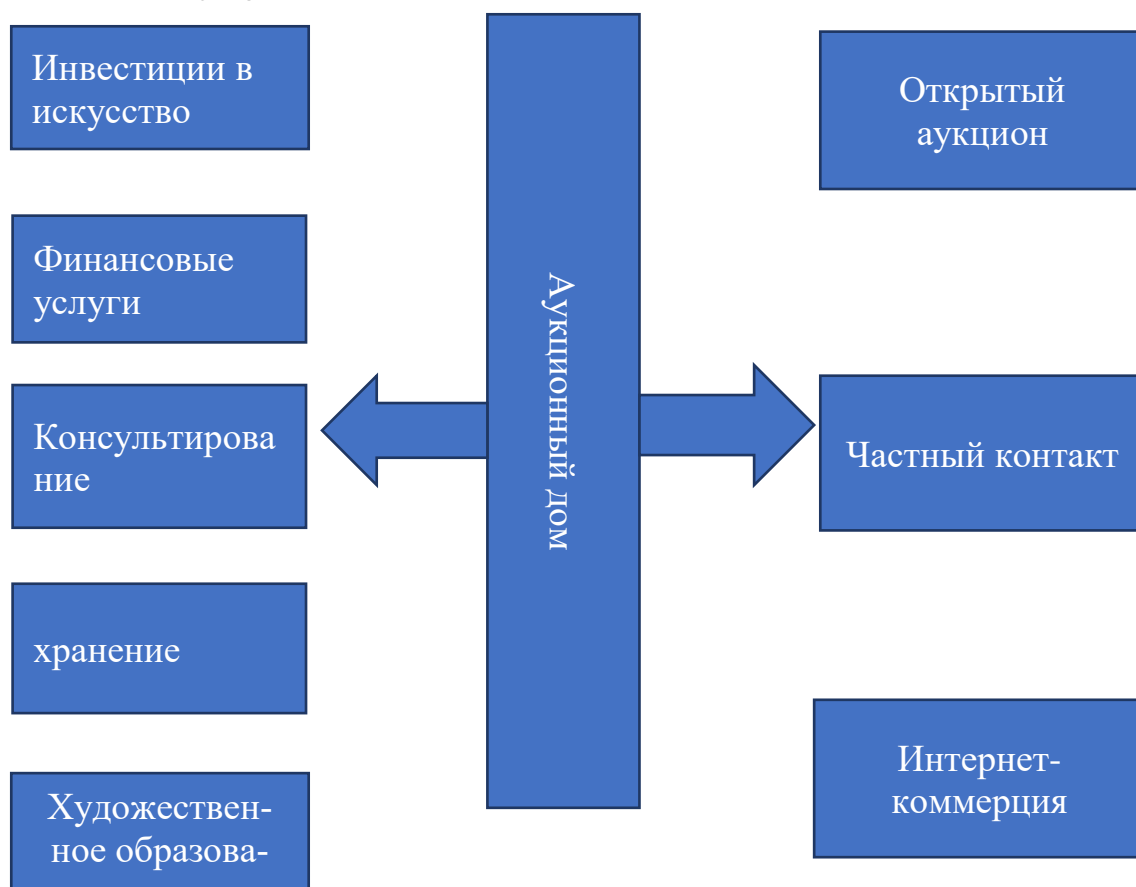 Инвестиции в
искусство
Финансовые
услуги
Консультирова
ние
хранение
Художествен-
ное образова-
Аукционный дом
Открытый
аукцион
Частный контакт
Интернет-
коммерция